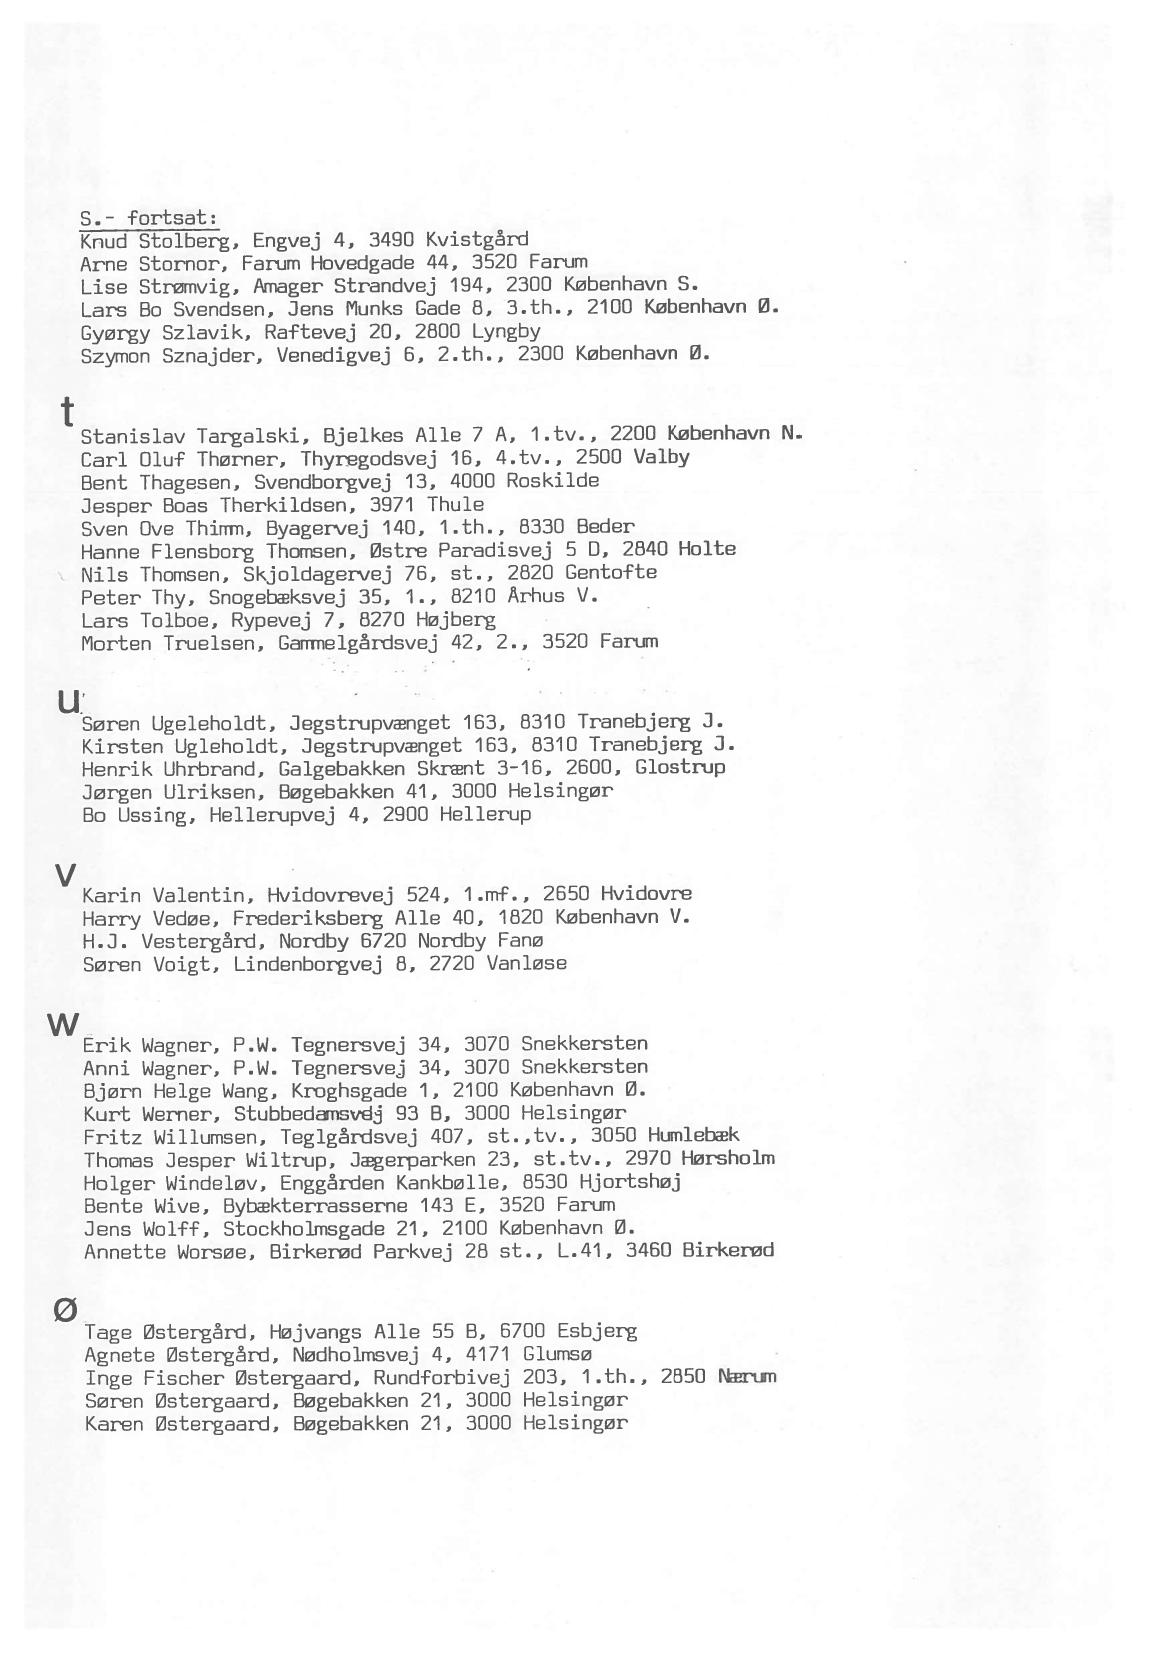 S.- fortsat:
Knud Stolberg, Engvej 4, 3490 Kvistgård
Arne Stornor, Farum Hovedgade 44, 3520 Farum
Lise Strømvig, Amager Strandvej 194, 2300 København S.
Lars Bo Svendsen, Jens Munks Gade 8, 3.th., 2100 København Ø.
Gyørgy Szlavik, Raftevej 20, 2800 Lyngby
Szymon Sznajder, Venedigvej 6, 2.th., 2300 København Ø.
t
Stanislav Targalski, Bjelkes Alle 7 A, 1.tv., 2200 København N.
Carl Oluf Thørner, Thyregodsvej 16, 4.tv., 2500 Valby
Bent Thagesen, Svendborgvej 13, 4000 Roskilde
Jesper Boas Therkildsen, 3971 Thule
Sven Ove Thimm, Byagervej 140, 1.th., 8330 Beder
Hanne Flensborg Thomsen, Østre Paradisvej 5 D, 2840 Holte
Nils Thomsen, Skjoldagervej 76, st., 2820 Gentofte
Peter Thy, Snogebæksvej 35, 1., 8210 Århus V.
Lars Tolboe, Rypevej 7, 8270 Højberg
Morten Truelsen, Gammelgårdsvej 42, 2., 3520 Farum
u
Søren Ugeleholdt, Jegstrupvænget 163, 8310 Tranebjerg J.
Kirsten Ugleholdt, Jegstrupvænget 163, 8310 Tranebjerg J.
Henrik Uhrbrand, Galgebakken Skrænt 3-16, 2600, Glostrup
Jørgen Ulriksen, Bøgebakken 41, 3000 Helsingør
Bo Ussing, Hellerupvej 4, 2900 Hellerup
v
Karin Valentin, Hvidovrevej 524, 1.mf., 2650 Hvidovre
Harry Vedøe, Frederiksberg Alle 40, 1820 København V.
H.J. Vestergård, Nordby 6720 Nordby Fanø
Søren Voigt, Lindenborgvej 8, 2720 Vanløse
w
Erik Wagner, P.W. Tegnersvej 34, 3070 Snekkersten
Anni Wagner, P.W. Tegnersvej 34, 3070 Snekkersten
Bjørn Helge Wang, Kroghsgade 1, 2100 København Ø.
Kurt Werner, Stubbedamsvej 93 B, 3000 Helsingør
Fritz Willumsen, Teglgårdsvej 407, st.,tv., 3050 Humlebæk
Thomas Jesper Wiltrup, Jægerparken 23, st.tv., 2970 Hørsholm
Holger Windeløv, Enggården Kankbølle, 8530 Hjortshøj
Bente Wive, Bybækterrasserne 143 E, 3520 Farum
Jens Wolff, Stockholmsgade 21, 2100 København Ø.
Annette Worsøe, Birkerød Parkvej 28 st., L.41, 3460 Birkerød
ø
Tage Østergård, Højvangs Alle 55 B, 6700 Esbjerg
Agnete Østergård, Nødholmsvej 4, 4171 Glumsø
Inge Fischer Østergaard, Rundforbivej 203, 1.th., 2850 Nærum
Søren Østergaard, Bøgebakken 21, 3000 Helsingør
Karen Østergaard, Bøgebakken 21, 3000 Helsingør